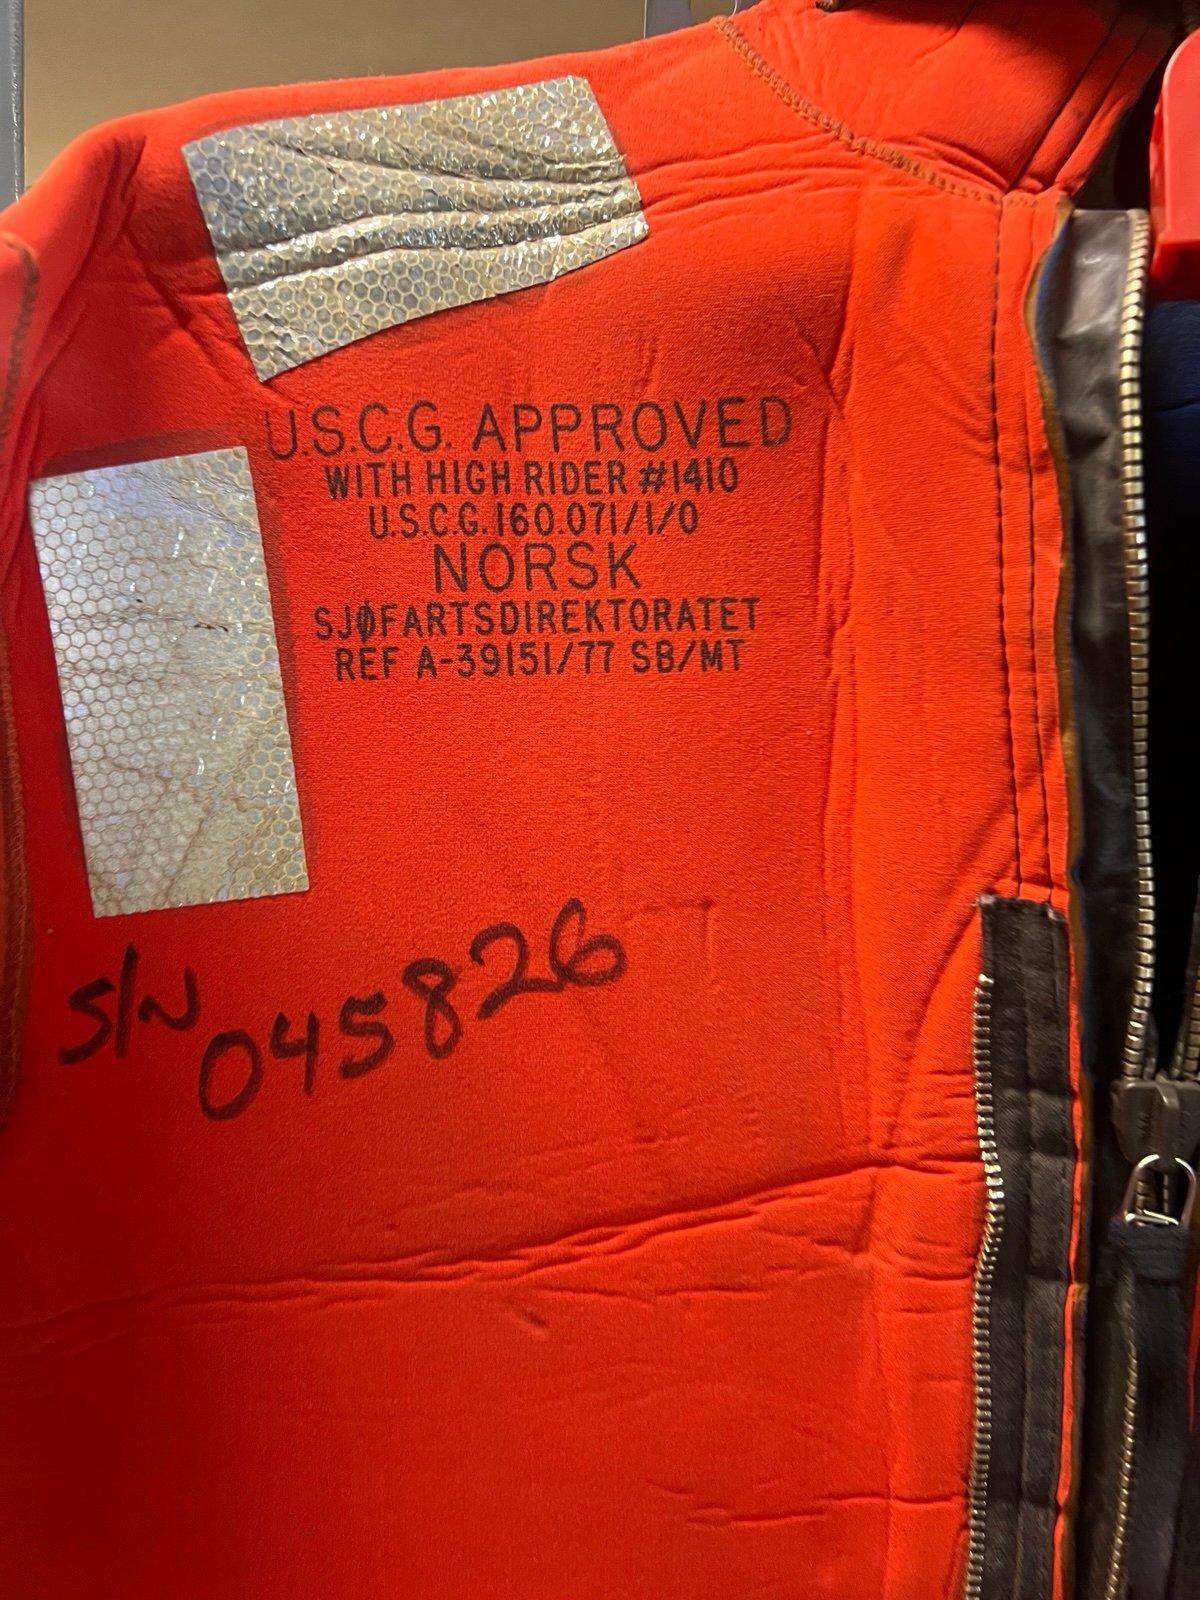 U.S.C.G. APPROVED
WITH HIGH RIDER #1410
U.S.C.G. 160.071/1/0
NORSK
SJØFARTSDIREKTORATET
REF A-39151/77 SB/MT
S/N 045826